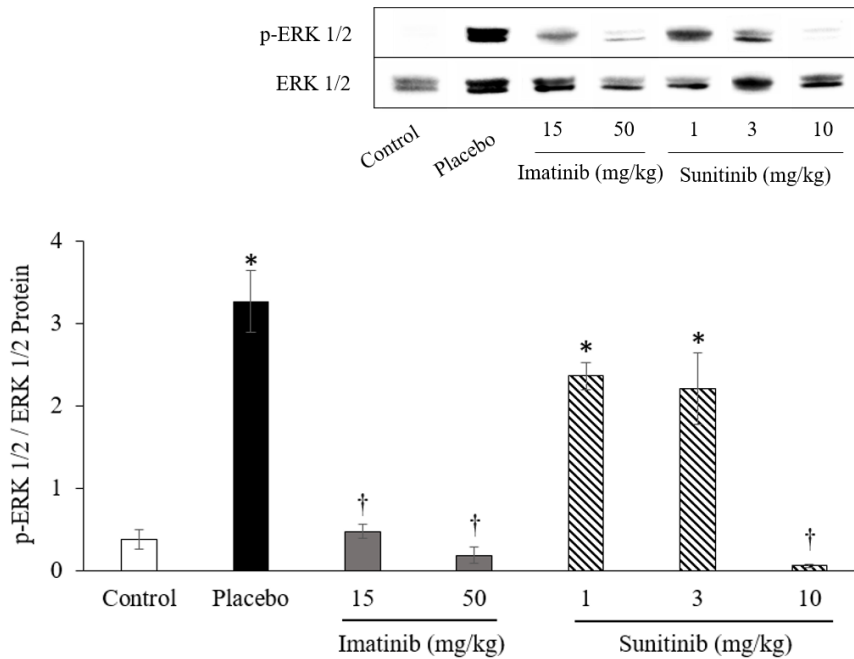 p-ERK 1/2
ERK 1/2
Control
Placebo
15 50 1 3 10
Imatinib (mg/kg) Sunitinib (mg/kg)
p-ERK 1/2 / ERK 1/2 Protein
4
3
2
1
0
*
†
†
*
*
†
Control Placebo 15 50 1 3 10
Imatinib (mg/kg) Sunitinib (mg/kg)